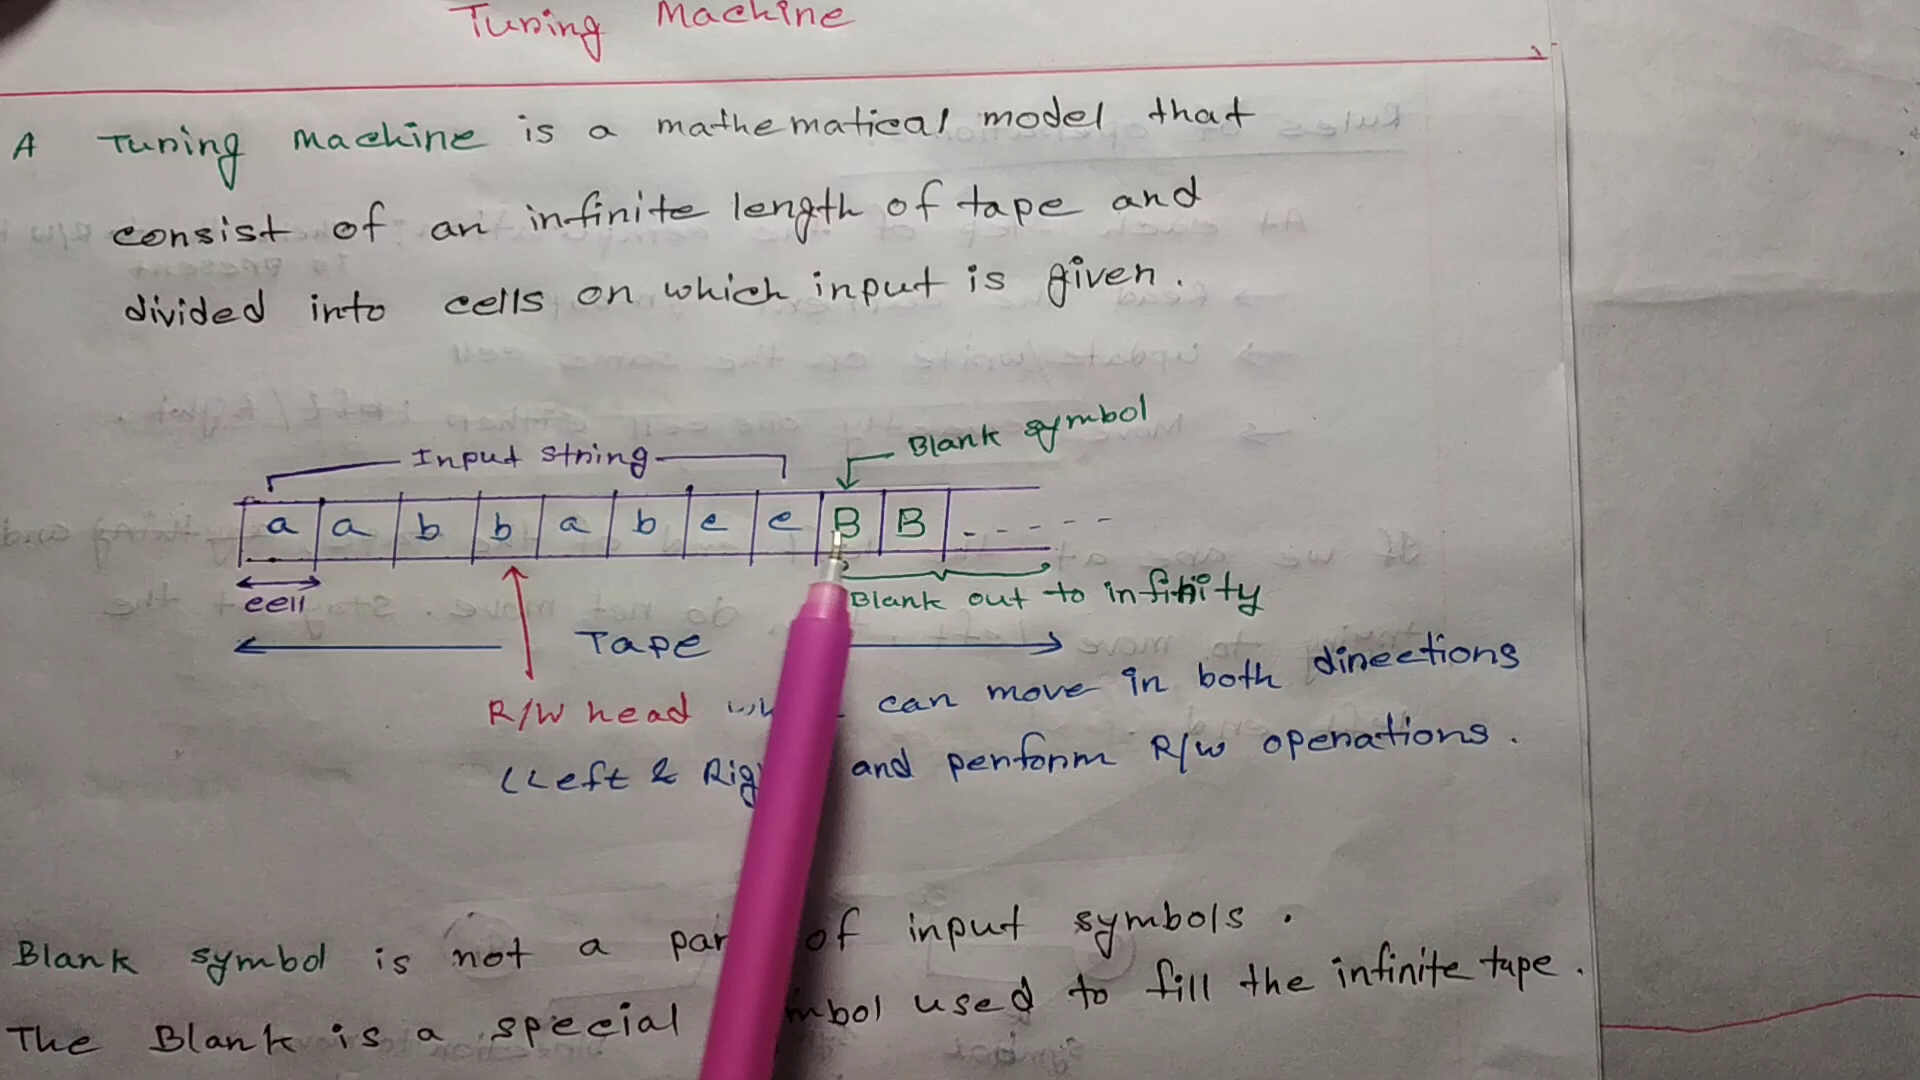 Turing Machine
A Turing Machine is a mathematical model that
consist of an infinite length of tape and
divided into cells on which input is given.
Blank symbol
Input string
a a b b a b c c B B - - - - -
cell
Blank out to infinity
Tape
R/W head can move in both directions
(Left & and perform R/W operations.
Blank symbol is not a of input symbols.
The Blank is a special used to fill the infinite tape.